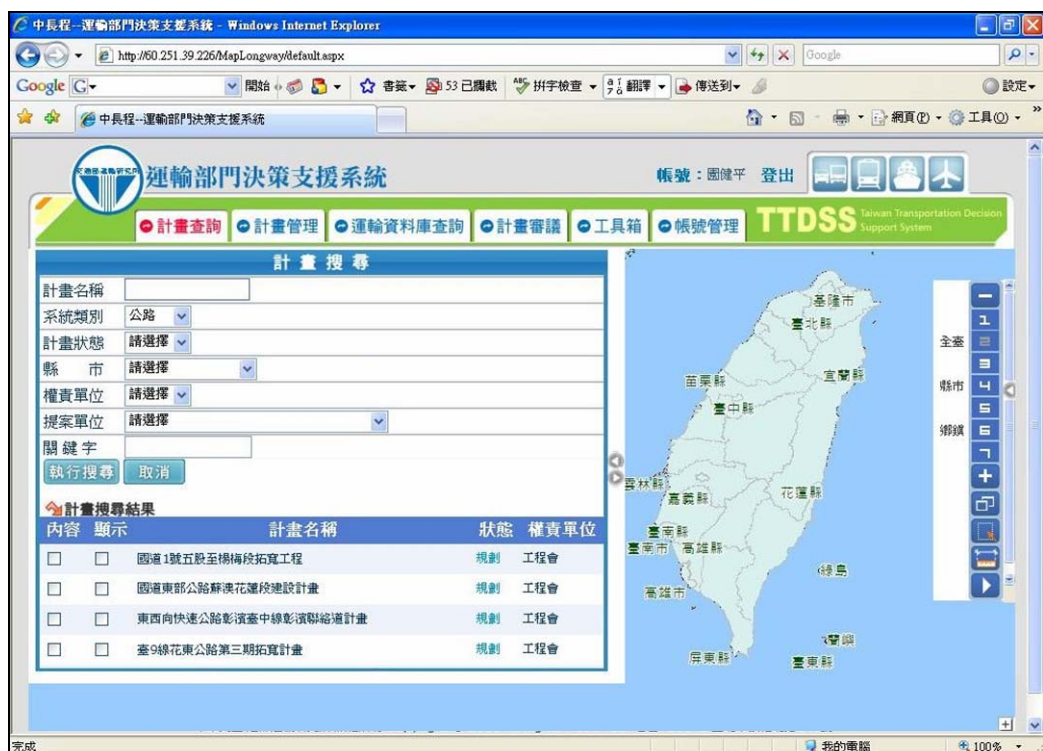 中長程--運輸部門決策支援系統 - Windows Internet Explorer
http://60.251.39.226/MapLongway/default.aspx
Google
Google G 開始 書籤 53 已攔截 拼字檢查 翻譯 傳送到 設定
中長程--運輸部門決策支援系統 網頁(P) 工具(O) »
運輸部門決策支援系統 帳號：團健平 登出
計畫查詢 計畫管理 運輸資料庫查詢 計畫審議 工具箱 帳號管理 TTDSS Taiwan Transportation Decision
Support System
計畫搜尋
計畫名稱
系統類別 公路
計畫狀態 請選擇
縣 市 請選擇
權責單位 請選擇
提案單位 請選擇
關鍵字
執行搜尋 取消
計畫搜尋結果
內容 顯示 計畫名稱 狀態 權責單位
國道1號五股至楊梅段拓寬工程 規劃 工程會
國道東部公路蘇澳花蓮段建設計畫 規劃 工程會
東西向快速公路彰濱臺中線彰濱聯絡道計畫 規劃 工程會
臺9線花東公路第三期拓寬計畫 規劃 工程會
基隆市
臺北縣
宜蘭縣
苗栗縣
臺中縣
雲林縣
花蓮縣
嘉義縣
臺南縣
臺南市 高雄縣
綠島
高雄市
蘭嶼
屏東縣
臺東縣
1
全臺 2
3
縣市 4
5
鄉鎮 6
7
完成 我的電腦 100%